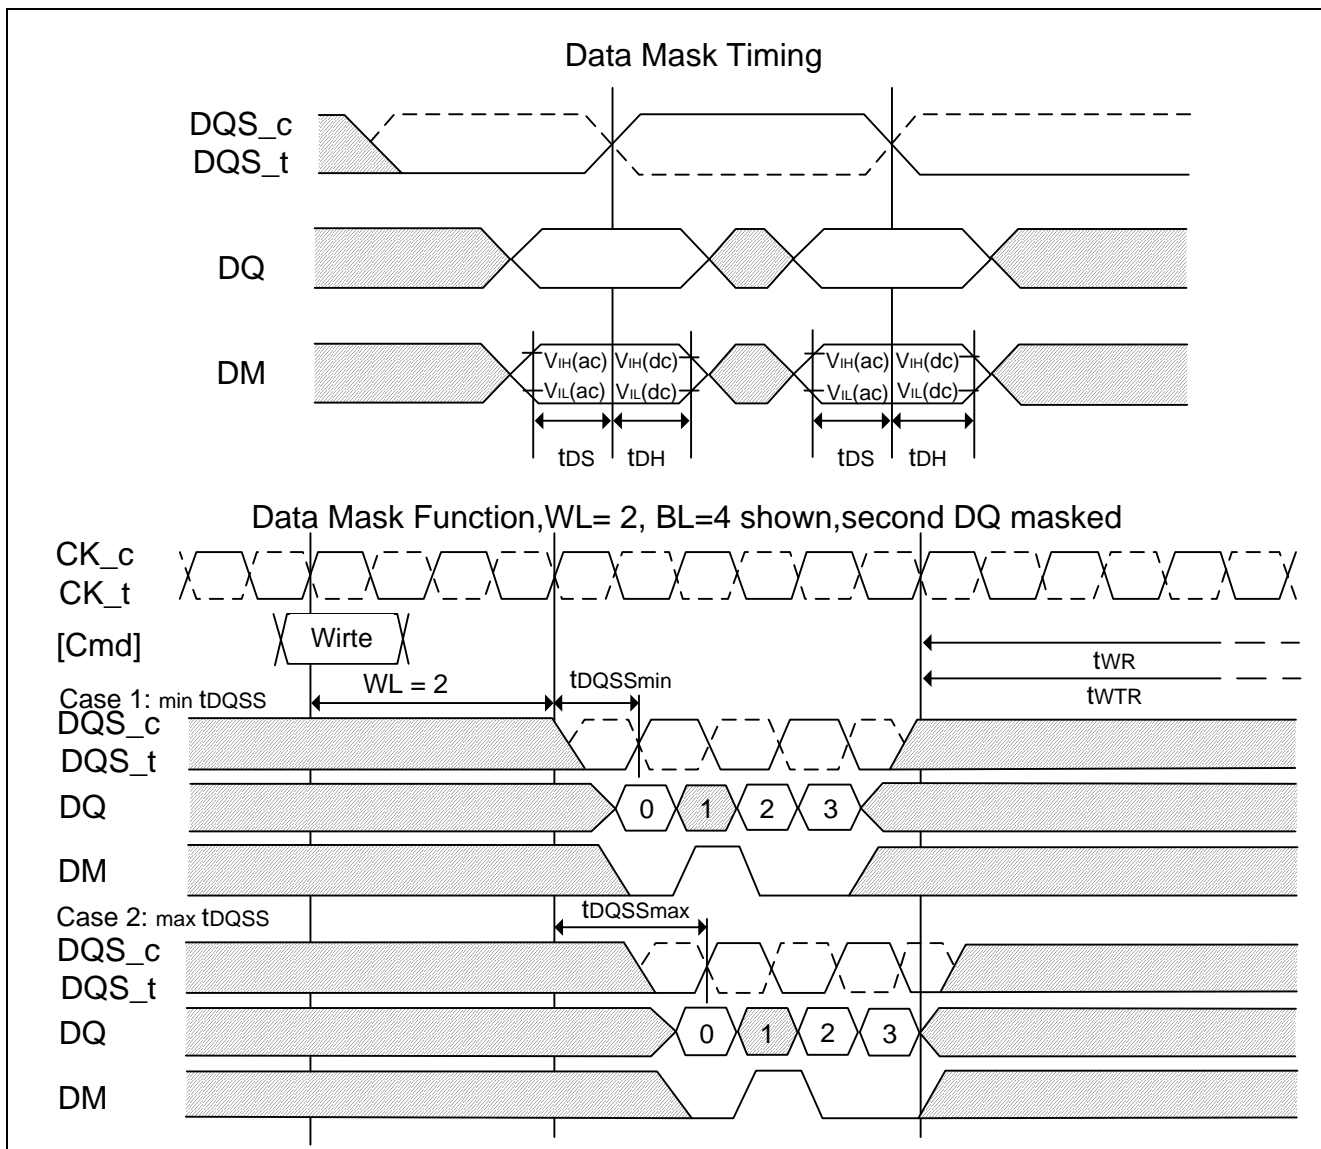 Data Mask Timing
DQS_c
DQS_t
DQ
DM
VIH(ac) VIH(dc) VIH(ac) VIH(dc)
VIL(ac) VIL(dc) VIL(ac) VIL(dc)
tDS tDH tDS tDH
Data Mask Function,WL= 2, BL=4 shown,second DQ masked
CK_c
CK_t
[Cmd] Wirte tWR
WL = 2 tDQSSmin tWTR
Case 1: min tDQSS
DQS_c
DQS_t
DQ 0 1 2 3
DM
Case 2: max tDQSS tDQSSmax
DQS_c
DQS_t
DQ 0 1 2 3
DM